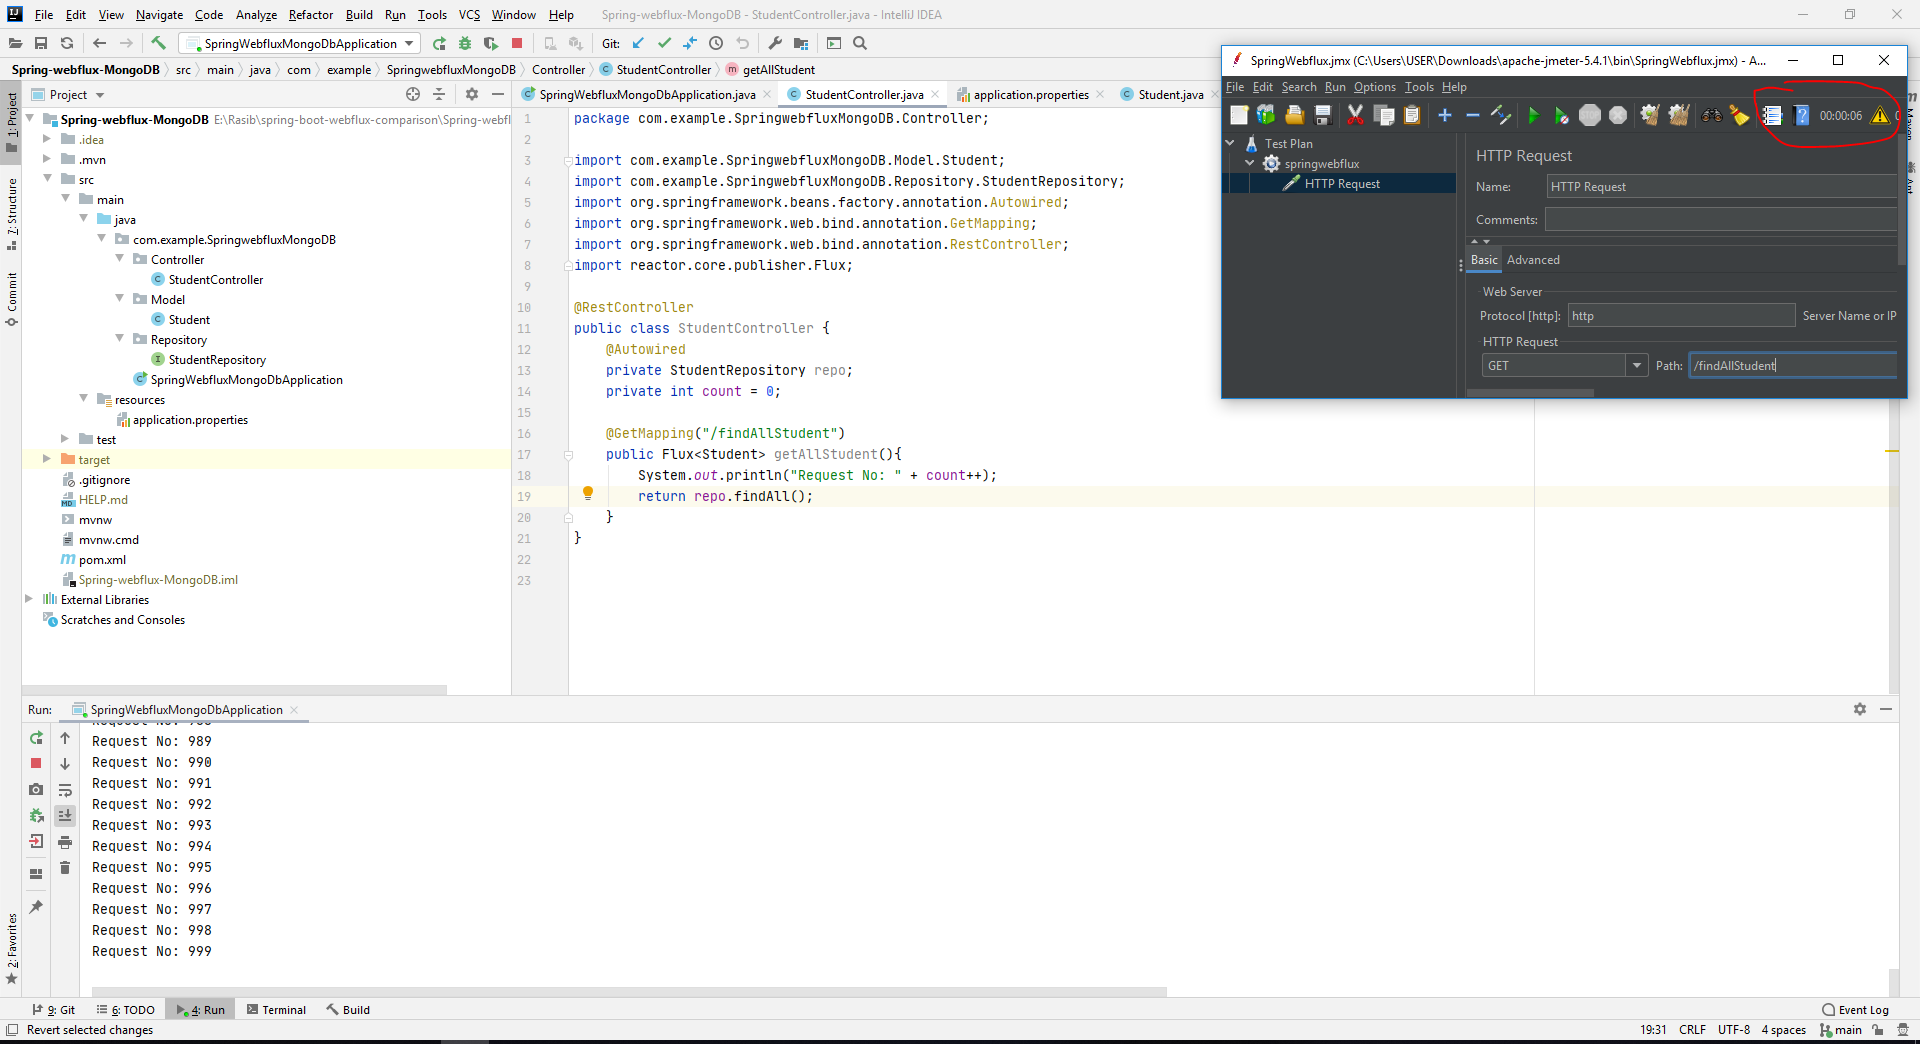 File Edit View Navigate Code Analyze Refactor Build Run Tools VCS Window Help Spring-webflux-MongoDB - StudentController.java - IntelliJ IDEA
SpringWebfluxMongoDbApplication Git:
Spring-webflux-MongoDB src main java com example SpringwebfluxMongoDB Controller StudentController getAllStudent
1: Project
7: Structure
Commit
2: Favorites
Project
Spring-webflux-MongoDB E:\Rasib\spring-boot-webflux-comparison\Spring-webfl
.idea
.mvn
src
main
java
com.example.SpringwebfluxMongoDB
Controller
StudentController
Model
Student
Repository
StudentRepository
SpringWebfluxMongoDbApplication
resources
application.properties
test
target
.gitignore
HELP.md
mvnw
mvnw.cmd
pom.xml
Spring-webflux-MongoDB.iml
External Libraries
Scratches and Consoles
SpringWebfluxMongoDbApplication.java StudentController.java application.properties Student.java
1 package com.example.SpringwebfluxMongoDB.Controller;
2
3 import com.example.SpringwebfluxMongoDB.Model.Student;
4 import com.example.SpringwebfluxMongoDB.Repository.StudentRepository;
5 import org.springframework.beans.factory.annotation.Autowired;
6 import org.springframework.web.bind.annotation.GetMapping;
7 import org.springframework.web.bind.annotation.RestController;
8 import reactor.core.publisher.Flux;
9
10 @RestController
11 public class StudentController {
12 @Autowired
13 private StudentRepository repo;
14 private int count = 0;
15
16 @GetMapping("/findAllStudent")
17 public Flux<Student> getAllStudent(){
18 System.out.println("Request No: " + count++);
19 return repo.findAll();
20 }
21 }
22
23
SpringWebflux.jmx (C:\Users\USER\Downloads\apache-jmeter-5.4.1\bin\SpringWebflux.jmx) - A...
File Edit Search Run Options Tools Help
00:00:06
Test Plan
springwebflux
HTTP Request
HTTP Request
Name: HTTP Request
Comments:
Basic Advanced
Web Server
Protocol [http]: http Server Name or IP
HTTP Request
GET Path: /findAllStudent
Run: SpringWebfluxMongoDbApplication
Request No: 989
Request No: 990
Request No: 991
Request No: 992
Request No: 993
Request No: 994
Request No: 995
Request No: 996
Request No: 997
Request No: 998
Request No: 999
9: Git 6: TODO 4: Run Terminal Build Event Log
Revert selected changes 19:31 CRLF UTF-8 4 spaces main